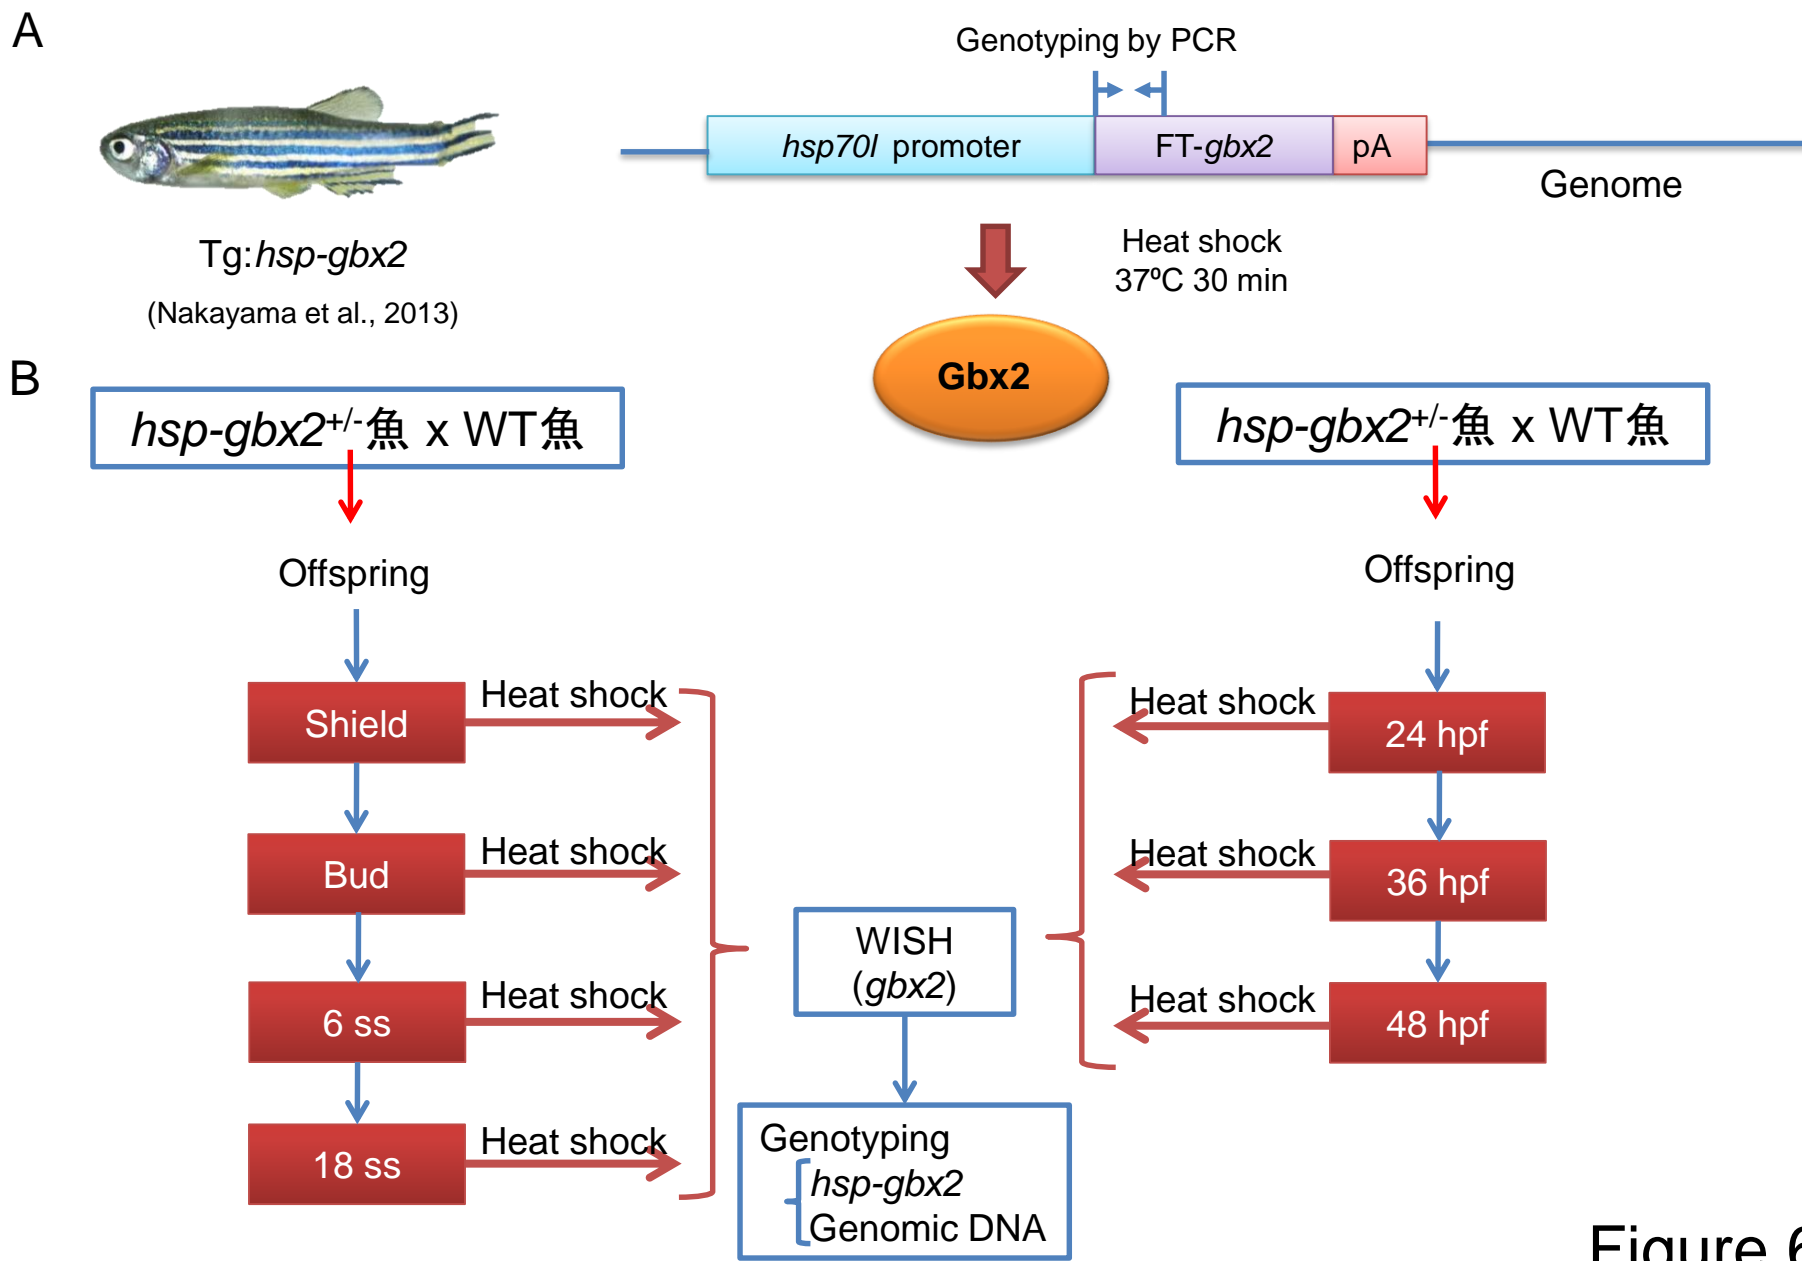 A
Genotyping by PCR
hsp70l promoter
FT-gbx2
pA
Genome
Tg:hsp-gbx2
(Nakayama et al., 2013)
Heat shock
37ºC 30 min
Gbx2
B
hsp-gbx2+/-魚 x WT魚
Offspring
Shield
Heat shock
Bud
Heat shock
6 ss
Heat shock
18 ss
Heat shock
hsp-gbx2+/-魚 x WT魚
Offspring
Heat shock
24 hpf
Heat shock
36 hpf
Heat shock
48 hpf
WISH
(gbx2)
Genotyping
hsp-gbx2
Genomic DNA
Figure 6